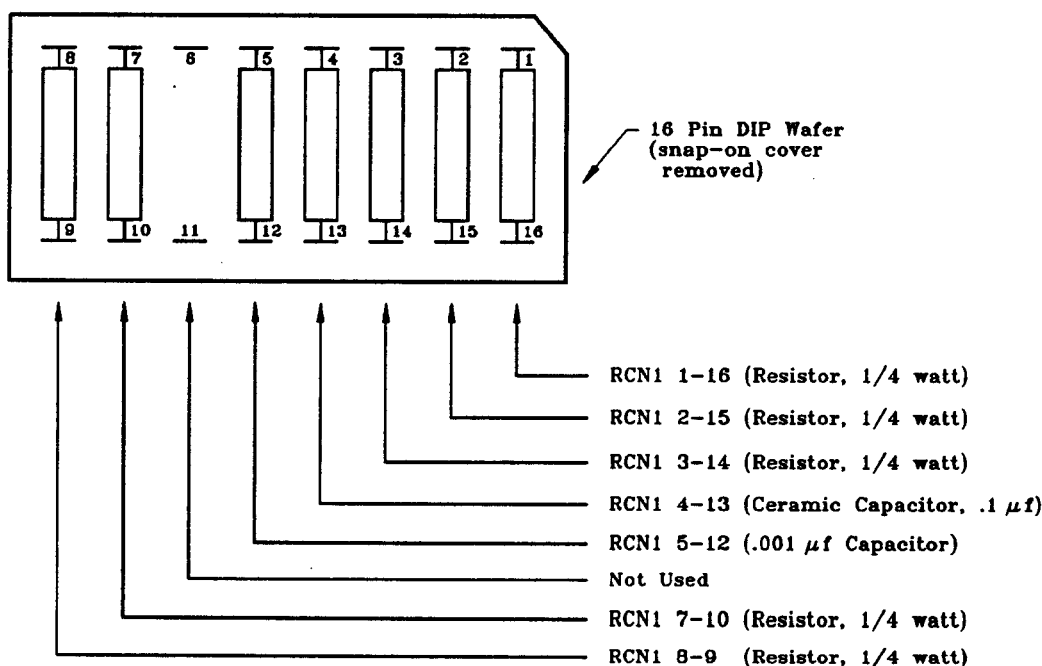 8 7 6 5 4 3 2 1
9 10 11 12 13 14 15 16
16 Pin DIP Wafer
(snap-on cover
removed)
RCN1 1-16 (Resistor, 1/4 watt)
RCN1 2-15 (Resistor, 1/4 watt)
RCN1 3-14 (Resistor, 1/4 watt)
RCN1 4-13 (Ceramic Capacitor, .1 μf)
RCN1 5-12 (.001 μf Capacitor)
Not Used
RCN1 7-10 (Resistor, 1/4 watt)
RCN1 8-9 (Resistor, 1/4 watt)